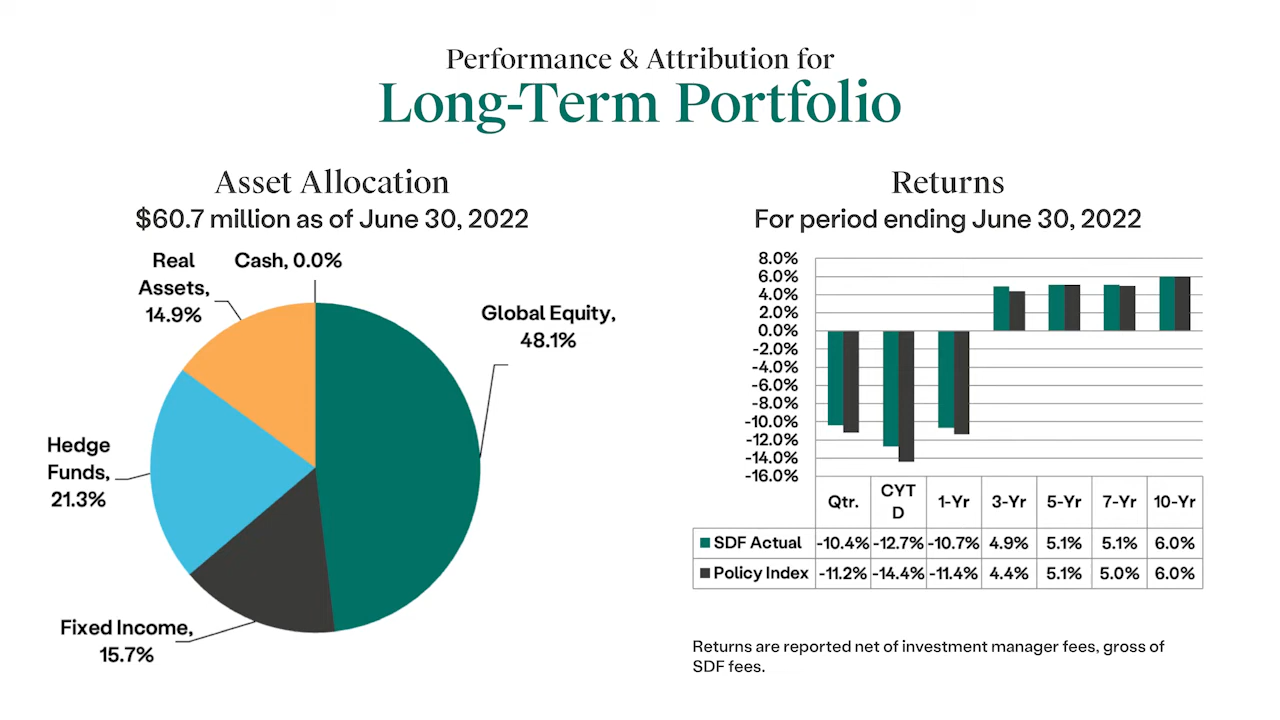 Performance & Attribution for
Long-Term Portfolio
Asset Allocation
$60.7 million as of June 30, 2022
Real
Assets,
14.9%
Cash, 0.0%
Global Equity,
48.1%
Hedge
Funds,
21.3%
Fixed Income,
15.7%
Returns
For period ending June 30, 2022
8.0%
6.0%
4.0%
2.0%
0.0%
-2.0%
-4.0%
-6.0%
-8.0%
-10.0%
-12.0%
-14.0%
-16.0%
Qtr. CYT D 1-Yr 3-Yr 5-Yr 7-Yr 10-Yr
SDF Actual -10.4% -12.7% -10.7% 4.9% 5.1% 5.1% 6.0%
Policy Index -11.2% -14.4% -11.4% 4.4% 5.1% 5.0% 6.0%
Returns are reported net of investment manager fees, gross of
SDF fees.